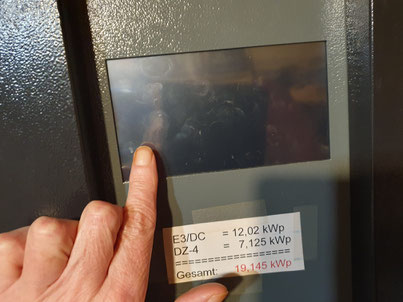 E3/DC = 12,02 kWp
DZ-4 = 7,125 kWp
=====================
Gesamt: 19,145 kWp